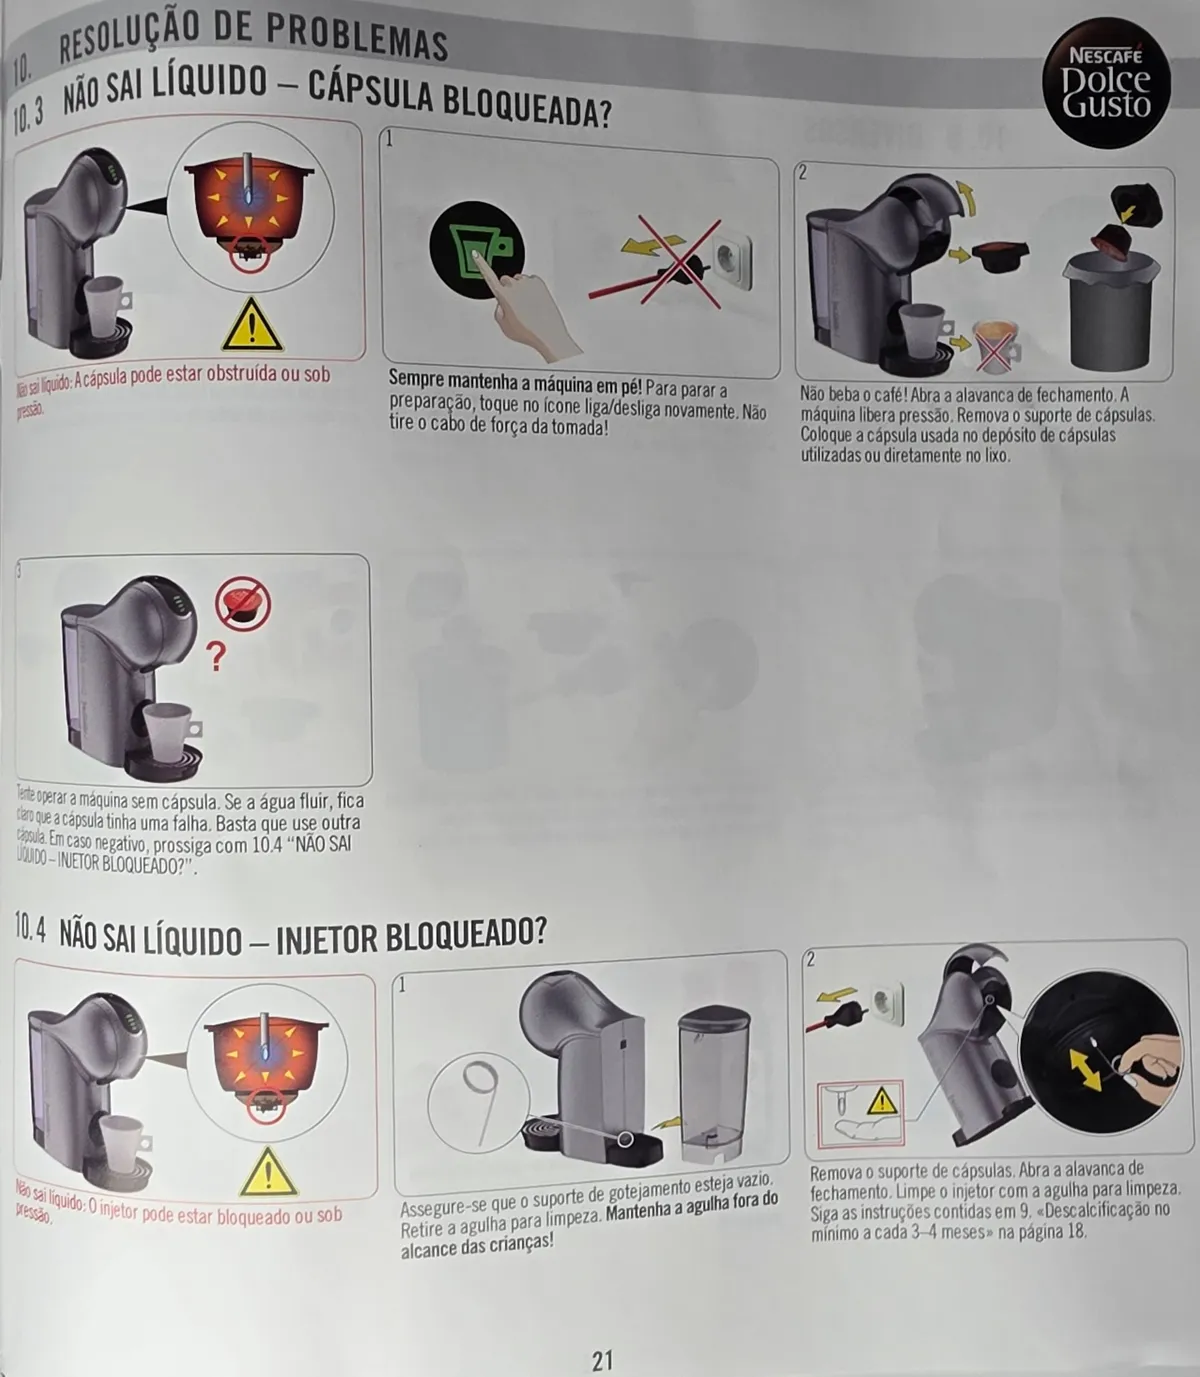 10. RESOLUÇÃO DE PROBLEMAS
10.3 NÃO SAI LÍQUIDO – CÁPSULA BLOQUEADA?
NESCAFÉ
Dolce
Gusto
Não sai líquido: A cápsula pode estar obstruída ou sob
pressão.
1
Sempre mantenha a máquina em pé! Para parar a
preparação, toque no ícone liga/desliga novamente. Não
tire o cabo de força da tomada!
2
Não beba o café! Abra a alavanca de fechamento. A
máquina libera pressão. Remova o suporte de cápsulas.
Coloque a cápsula usada no depósito de cápsulas
utilizadas ou diretamente no lixo.
3
?
Tente operar a máquina sem cápsula. Se a água fluir, fica
claro que a cápsula tinha uma falha. Basta que use outra
cápsula. Em caso negativo, prossiga com 10.4 “NÃO SAI
LÍQUIDO – INJETOR BLOQUEADO?”.
10.4 NÃO SAI LÍQUIDO – INJETOR BLOQUEADO?
Não sai líquido: O injetor pode estar bloqueado ou sob
pressão.
1
Assegure-se que o suporte de gotejamento esteja vazio.
Retire a agulha para limpeza. Mantenha a agulha fora do
alcance das crianças!
2
Remova o suporte de cápsulas. Abra a alavanca de
fechamento. Limpe o injetor com a agulha para limpeza.
Siga as instruções contidas em 9. «Descalcificação no
mínimo a cada 3–4 meses» na página 18.
21